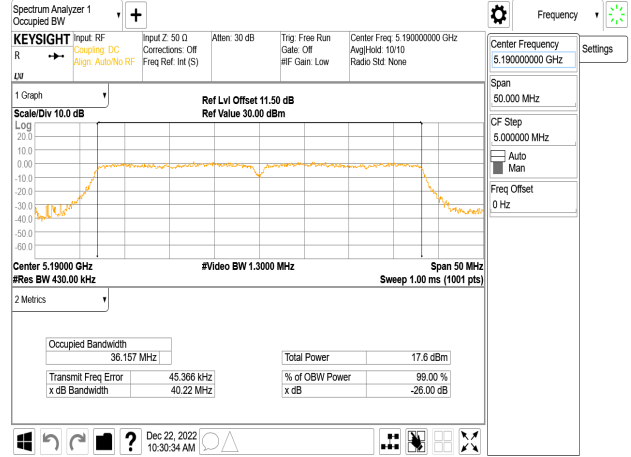 Spectrum Analyzer 1
Occupied BW
Frequency
KEYSIGHT
R
Input: RF
Coupling: DC
Align: Auto/No RF
Input Z: 50 Ω
Corrections: Off
Freq Ref: Int (S)
Atten: 30 dB
Trig: Free Run
Gate: Off
#IF Gain: Low
Center Freq: 5.190000000 GHz
Avg|Hold: 10/10
Radio Std: None
Center Frequency
5.190000000 GHz
Settings
Span
50.000 MHz
CF Step
5.000000 MHz
Auto
Man
Freq Offset
0 Hz
1 Graph
Scale/Div 10.0 dB
Ref Lvl Offset 11.50 dB
Ref Value 30.00 dBm
Log
20.0
10.0
0.00
-10.0
-20.0
-30.0
-40.0
-50.0
-60.0
Center 5.19000 GHz
#Res BW 430.00 kHz
#Video BW 1.3000 MHz
Span 50 MHz
Sweep 1.00 ms (1001 pts)
2 Metrics
Occupied Bandwidth
36.157 MHz
Transmit Freq Error 45.366 kHz
x dB Bandwidth 40.22 MHz
Total Power 17.6 dBm
% of OBW Power 99.00 %
x dB -26.00 dB
?
Dec 22, 2022
10:30:34 AM